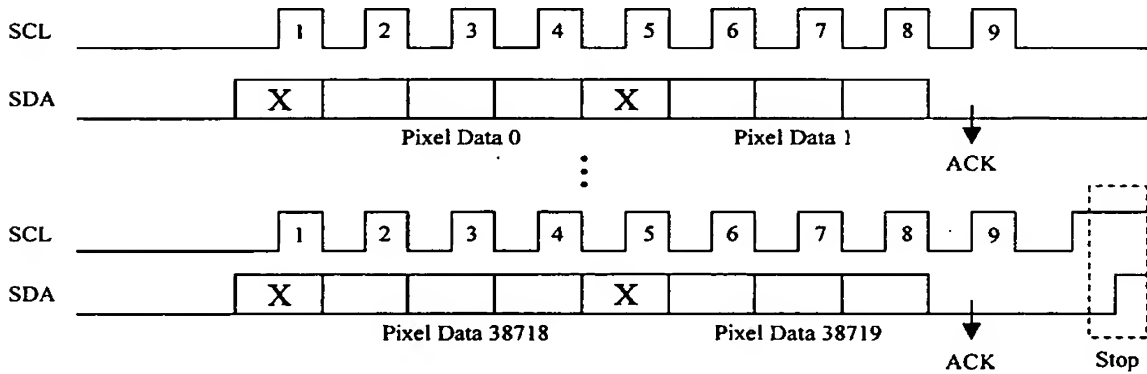 SCL 1 2 3 4 5 6 7 8 9
SDA X X
Pixel Data 0 Pixel Data 1
ACK
SCL 1 2 3 4 5 6 7 8 9
SDA X X
Pixel Data 38718 Pixel Data 38719
ACK Stop